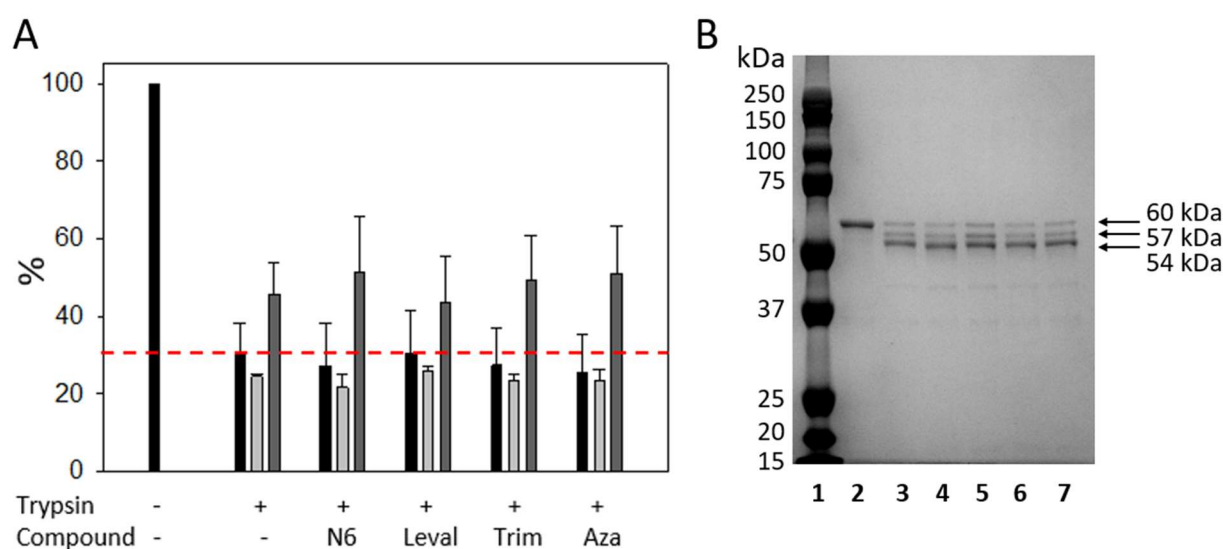 A
100
80
60
40
20
0
%
Trypsin - + + + + +
Compound - - N6 Leval Trim Aza
B
kDa
250
150
100
75
50
37
25
20
15
60 kDa
57 kDa
54 kDa
1 2 3 4 5 6 7